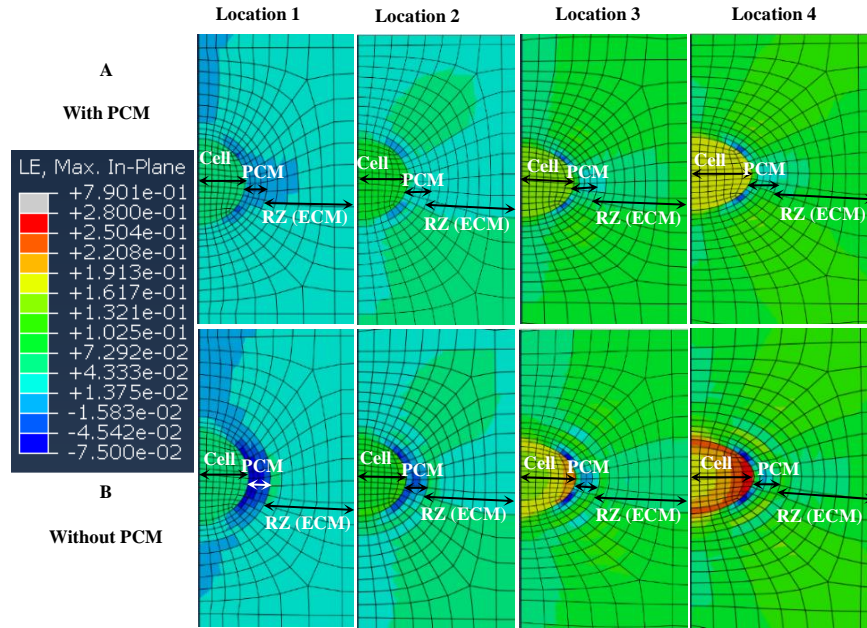 Location 1
Location 2
Location 3
Location 4
A
With PCM
LE, Max. In-Plane
+7.901e-01
+2.800e-01
+2.504e-01
+2.208e-01
+1.913e-01
+1.617e-01
+1.321e-01
+1.025e-01
+7.292e-02
+4.333e-02
+1.375e-02
-1.583e-02
-4.542e-02
-7.500e-02
B
Without PCM
Cell
PCM
RZ (ECM)
Cell
PCM
RZ (ECM)
Cell
PCM
RZ (ECM)
Cell
PCM
RZ (ECM)
Cell
PCM
RZ (ECM)
Cell
PCM
RZ (ECM)
Cell
PCM
RZ (ECM)
Cell
PCM
RZ (ECM)